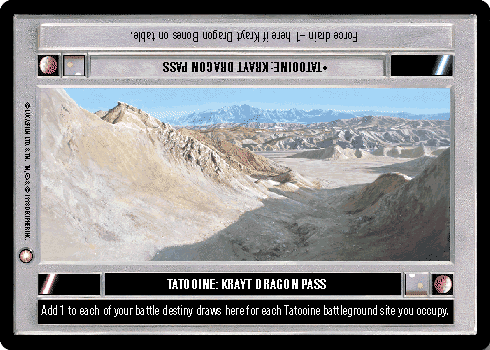 Force drain –1 here if Krayt Dragon Bones on table.
•TATOOINE: KRAYT DRAGON PASS
TATOOINE: KRAYT DRAGON PASS
Add 1 to each of your battle destiny draws here for each Tatooine battleground site you occupy.